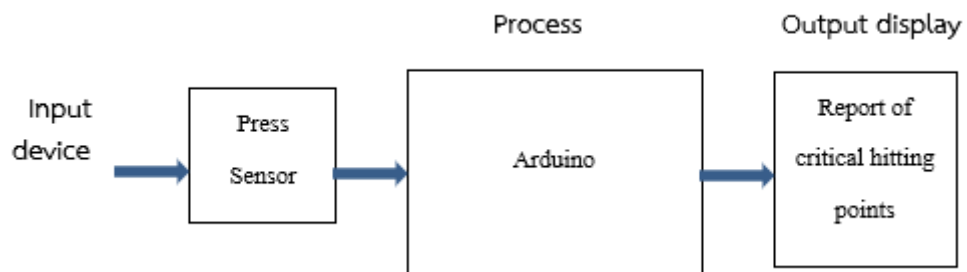 Process
Output display
Input
device
Press
Sensor
Arduino
Report of
critical hitting
points